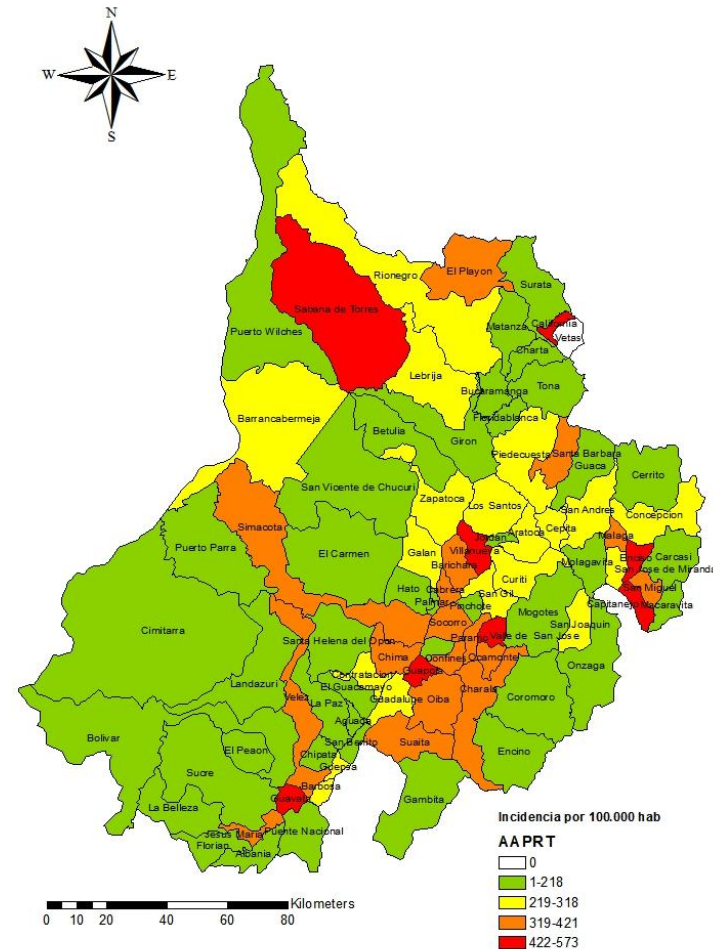 N
W E
S
Rionegro
El Playon
Surata
Sabana de Torres
California
Vetas
Puerto Wilches
Matanza
Charta
Lebrija
Bucaramanga
Tona
Barrancabermeja
Floridablanca
Betulia
Giron
Piedecuesta
Santa Barbara
Guaca
Cerrito
San Vicente de Chucuri
Zapatoca
Los Santos
San Andres
Concepcion
Simacota
Jordan
Aratoca
Cepita
Malaga
Puerto Parra
El Carmen
Galan
Villanueva
Barichara
Enciso
Carcasi
Molagavita
San Jose de Miranda
Hato
Cabrera
Curiti
San Gil
San Miguel
Palmar
Pinchote
Mogotes
Capitanejo
Macaravita
Cimitarra
Socorro
San Joaquin
Santa Helena del Opon
Paramo
Valle de San Jose
Chima
Confines
Ocamonte
Onzaga
Contratacion
Guapota
Landazuri
El Guacamayo
Velez
La Paz
Guadalupe
Oiba
Charala
Coromoro
Bolivar
Aguada
El Peaon
San Benito
Suaita
Encino
Chipata
Sucre
Guepsa
Barbosa
Gambita
La Belleza
Guavata
Jesus Maria
Puente Nacional
Florian
Albania
Incidencia por 100.000 hab
AAPRT
0
1-218
219-318
319-421
422-573
Kilometers
0 10 20 40 60 80